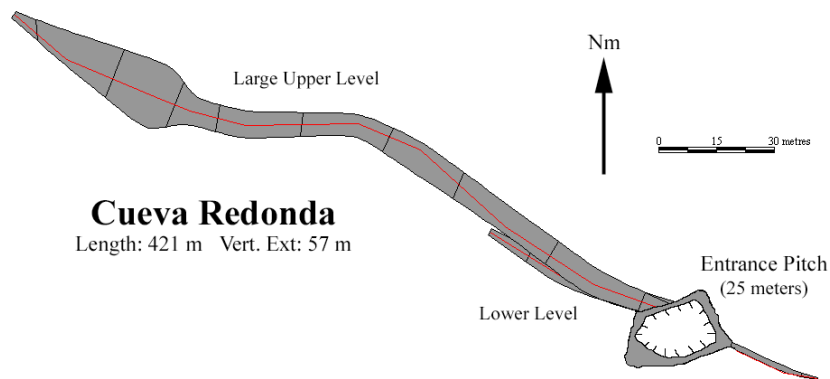 Nm
Large Upper Level
0 15 30 metres
Cueva Redonda
Length: 421 m Vert. Ext: 57 m
Entrance Pitch
(25 meters)
Lower Level